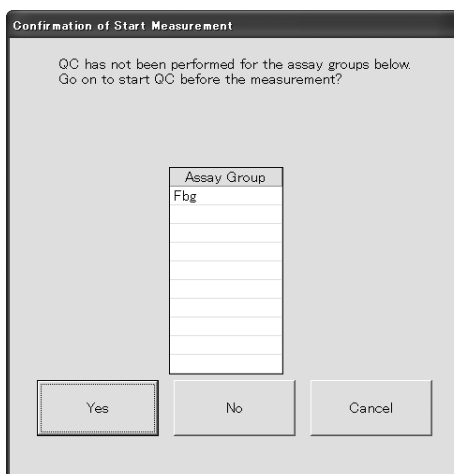 Confirmation of Start Measurement
QC has not been performed for the assay groups below.
Go on to start QC before the measurement?
Assay Group
Fbg
Yes
No
Cancel